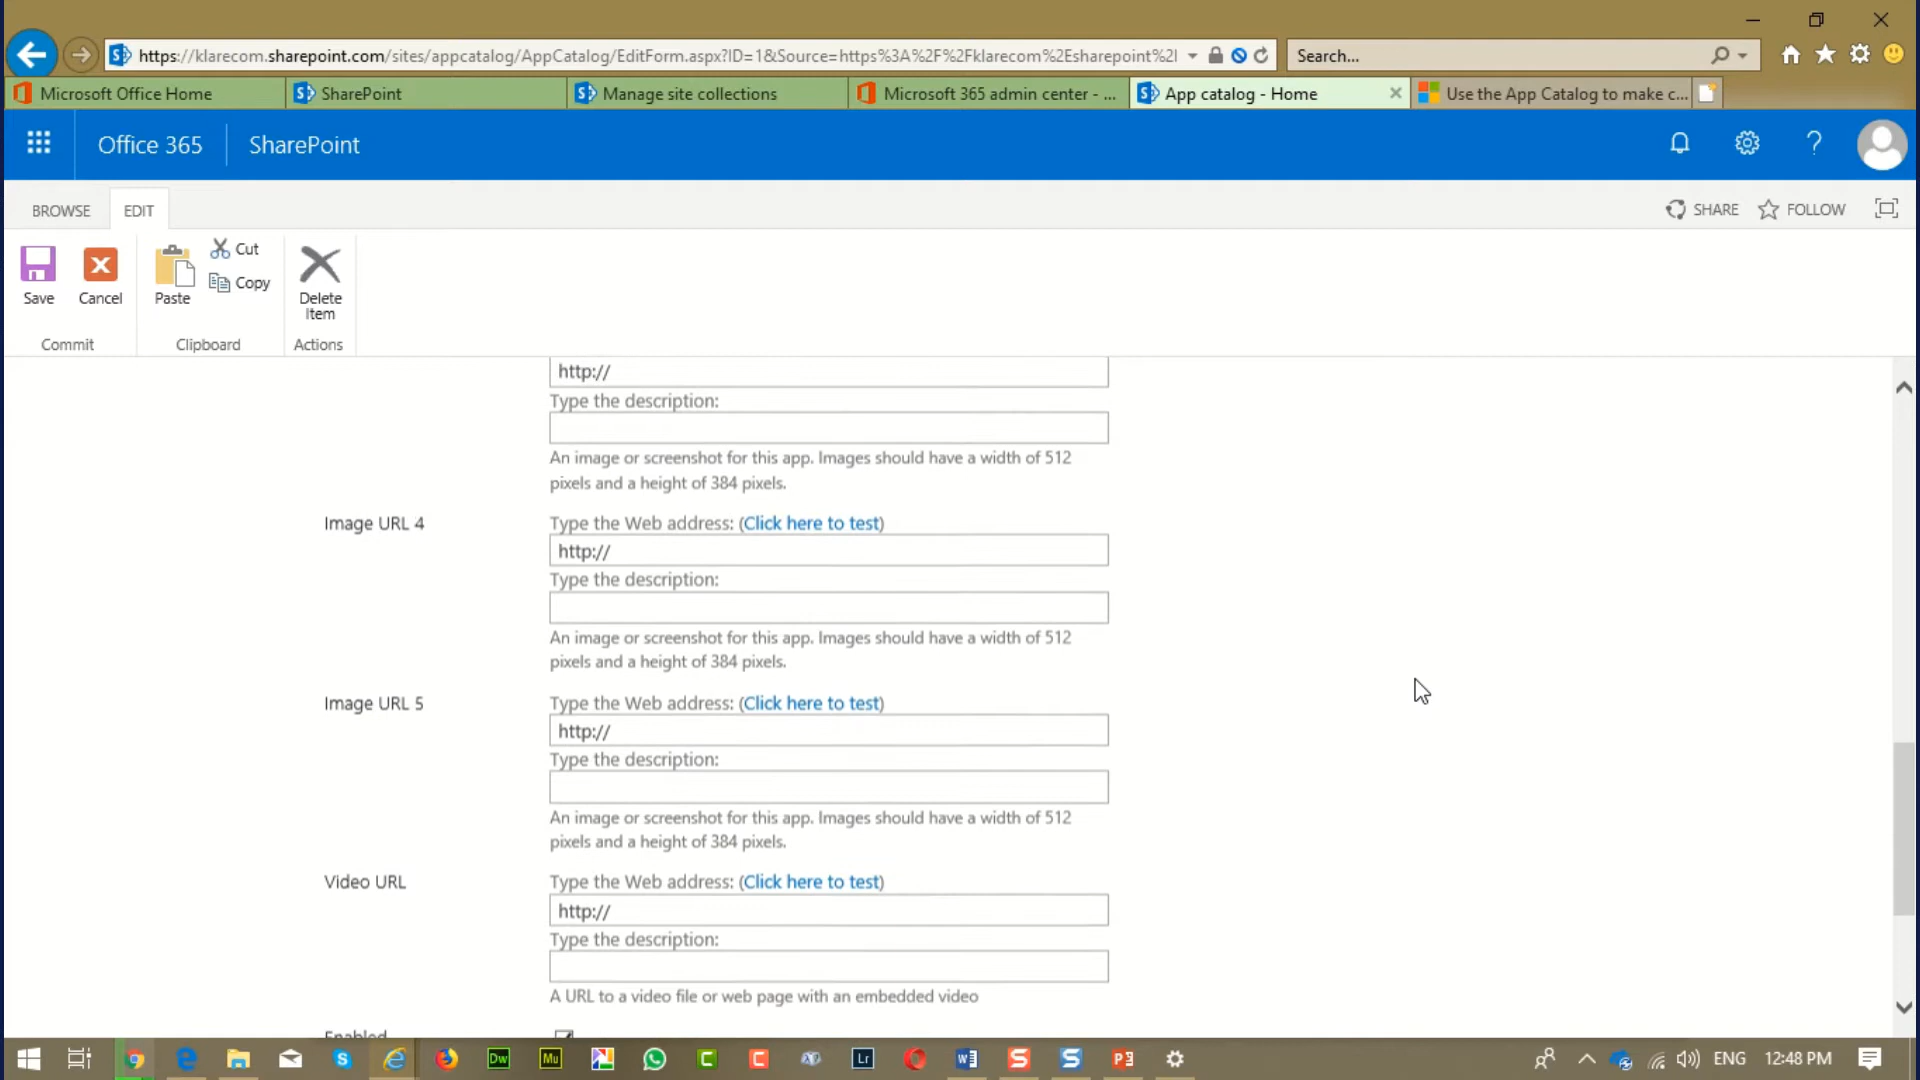 https://klarecom.sharepoint.com/sites/appcatalog/AppCatalog/EditForm.aspx?ID=1&Source=https%3A%2F%2Fklarecom%2Esharepoint%2I
Search...
Microsoft Office Home
SharePoint
Manage site collections
Microsoft 365 admin center - ...
App catalog - Home
Use the App Catalog to make c...
Office 365
SharePoint
BROWSE
EDIT
SHARE
FOLLOW
Save
Cancel
Paste
Cut
Copy
Delete
Item
Commit
Clipboard
Actions
http://
Type the description:
An image or screenshot for this app. Images should have a width of 512
pixels and a height of 384 pixels.
Image URL 4
Type the Web address: (Click here to test)
http://
Type the description:
An image or screenshot for this app. Images should have a width of 512
pixels and a height of 384 pixels.
Image URL 5
Type the Web address: (Click here to test)
http://
Type the description:
An image or screenshot for this app. Images should have a width of 512
pixels and a height of 384 pixels.
Video URL
Type the Web address: (Click here to test)
http://
Type the description:
A URL to a video file or web page with an embedded video
Enabled
Dw
Mu
Lr
ENG
12:48 PM